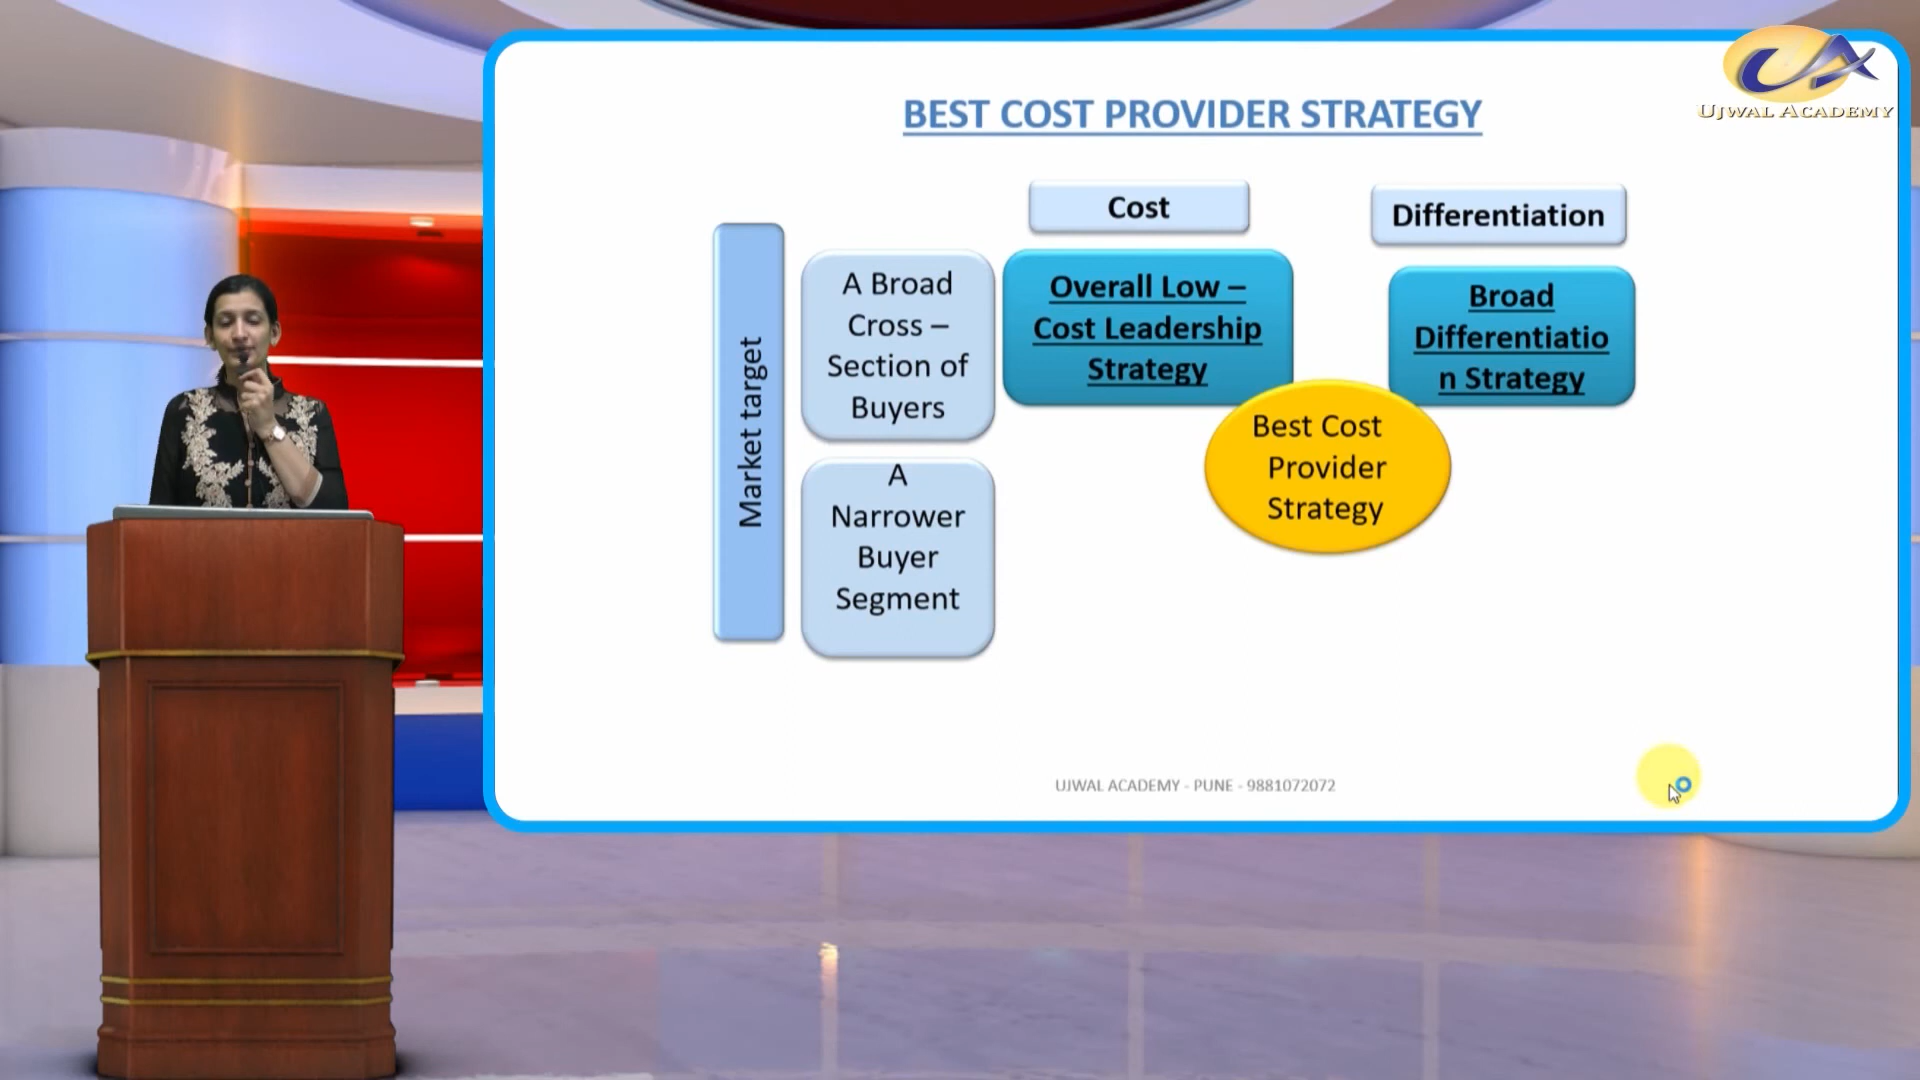 UJWAL ACADEMY
BEST COST PROVIDER STRATEGY
Cost
Differentiation
Market target
A Broad
Cross –
Section of
Buyers
Overall Low –
Cost Leadership
Strategy
Broad
Differentiatio
n Strategy
Best Cost
Provider
Strategy
A
Narrower
Buyer
Segment
UJWAL ACADEMY - PUNE - 9881072072